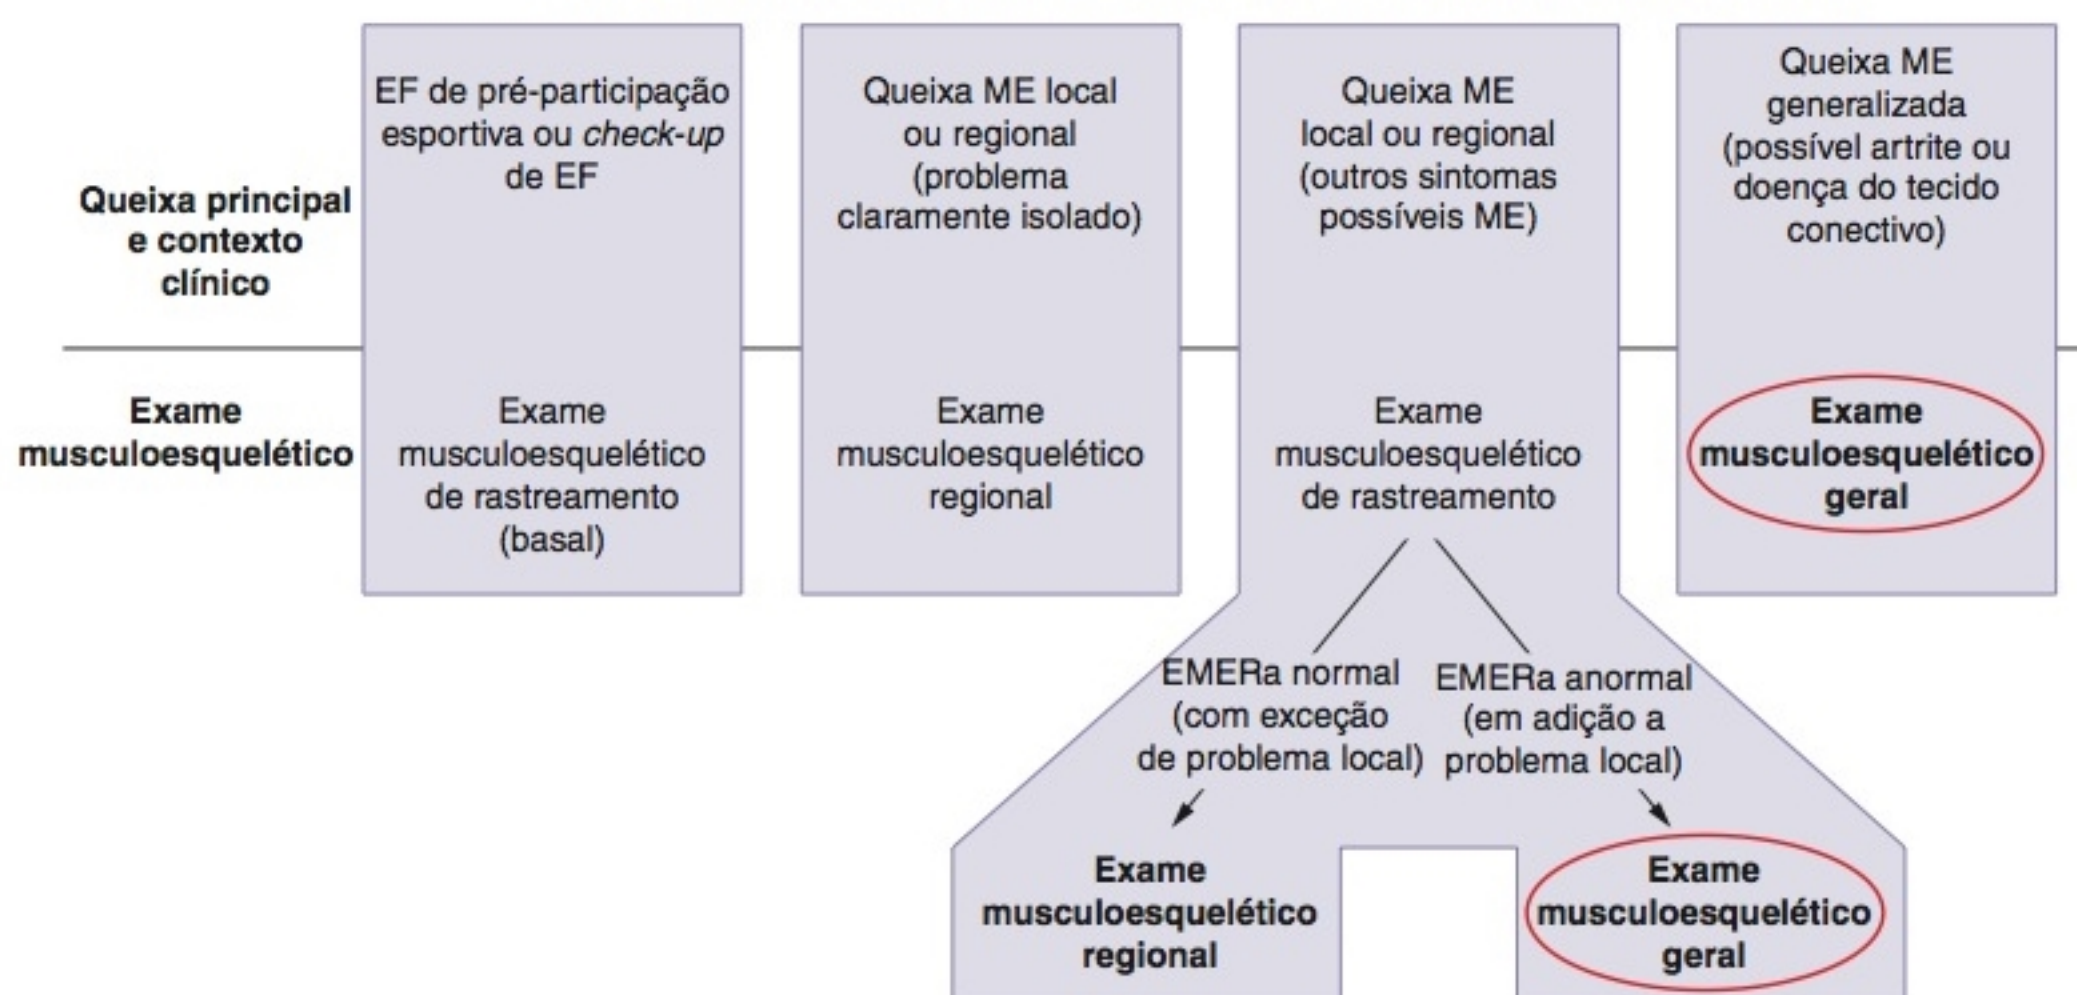 Queixa principal
e contexto
clínico
EF de pré-participação
esportiva ou check-up
de EF
Queixa ME local
ou regional
(problema
claramente isolado)
Queixa ME
local ou regional
(outros sintomas
possíveis ME)
Queixa ME
generalizada
(possível artrite ou
doença do tecido
conectivo)
Exame
musculoesquelético
Exame
musculoesquelético
de rastreamento
(basal)
Exame
musculoesquelético
regional
Exame
musculoesquelético
de rastreamento
Exame
musculoesquelético
geral
EMERa normal
(com exceção
de problema local)
EMERa anormal
(em adição a
problema local)
Exame
musculoesquelético
regional
Exame
musculoesquelético
geral